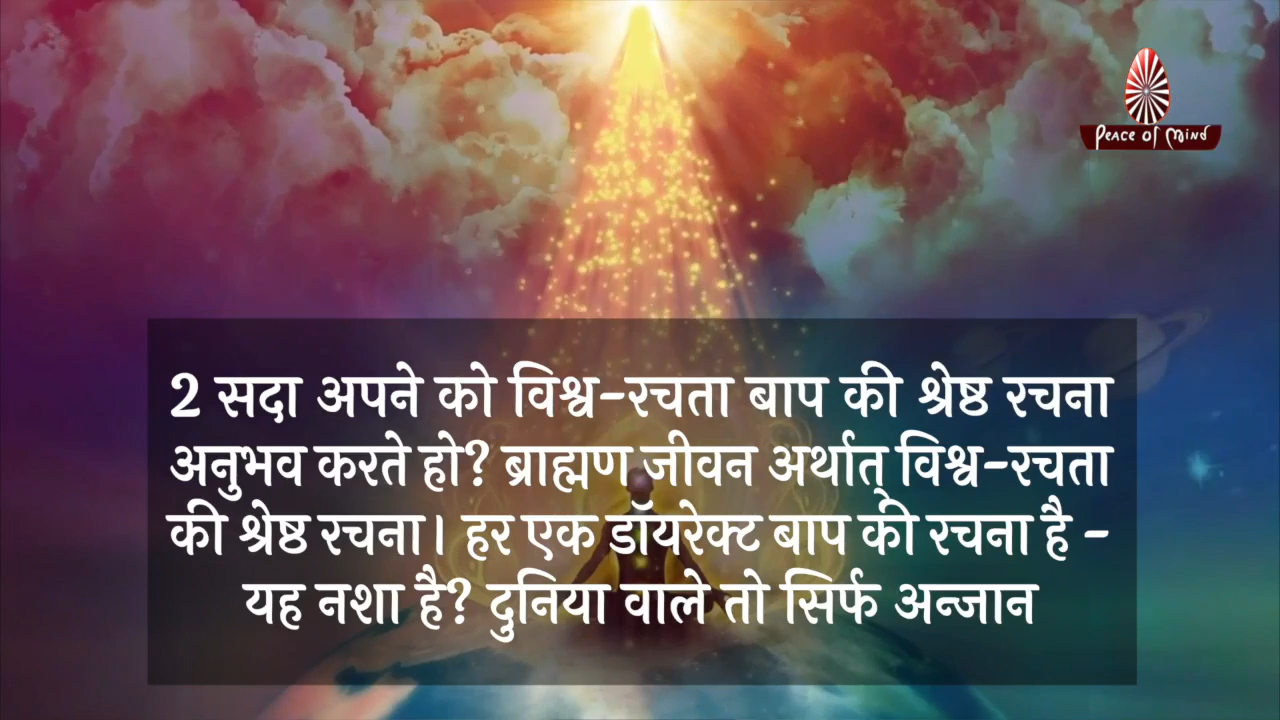 Peace of Mind
2 सदा अपने को विश्व-रचता बाप की श्रेष्ठ रचना
अनुभव करते हो? ब्राह्मण जीवन अर्थात् विश्व-रचता
की श्रेष्ठ रचना। हर एक डॉयरेक्ट बाप की रचना है -
यह नशा है? दुनिया वाले तो सिर्फ अन्जान